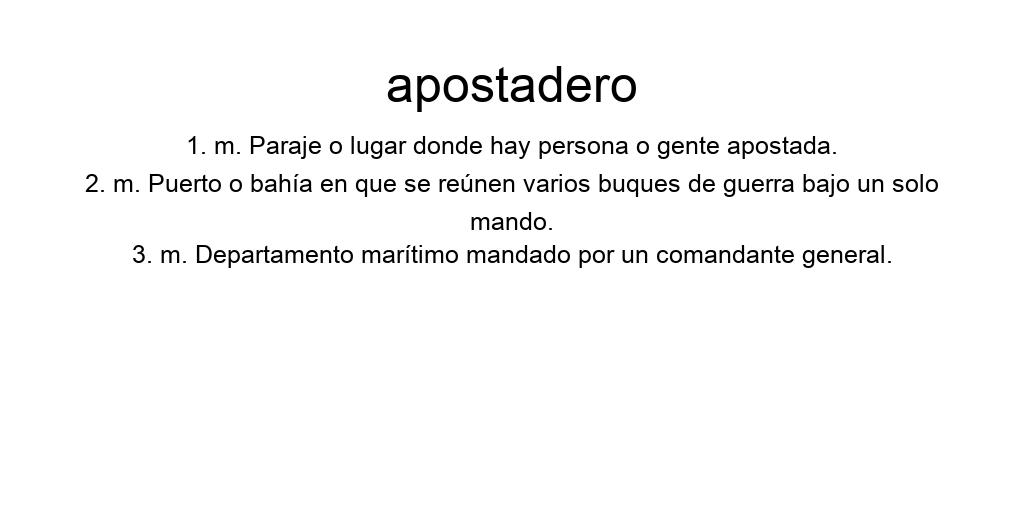 apostadero
1. m. Paraje o lugar donde hay persona o gente apostada.
2. m. Puerto o bahía en que se reúnen varios buques de guerra bajo un solo
mando.
3. m. Departamento marítimo mandado por un comandante general.